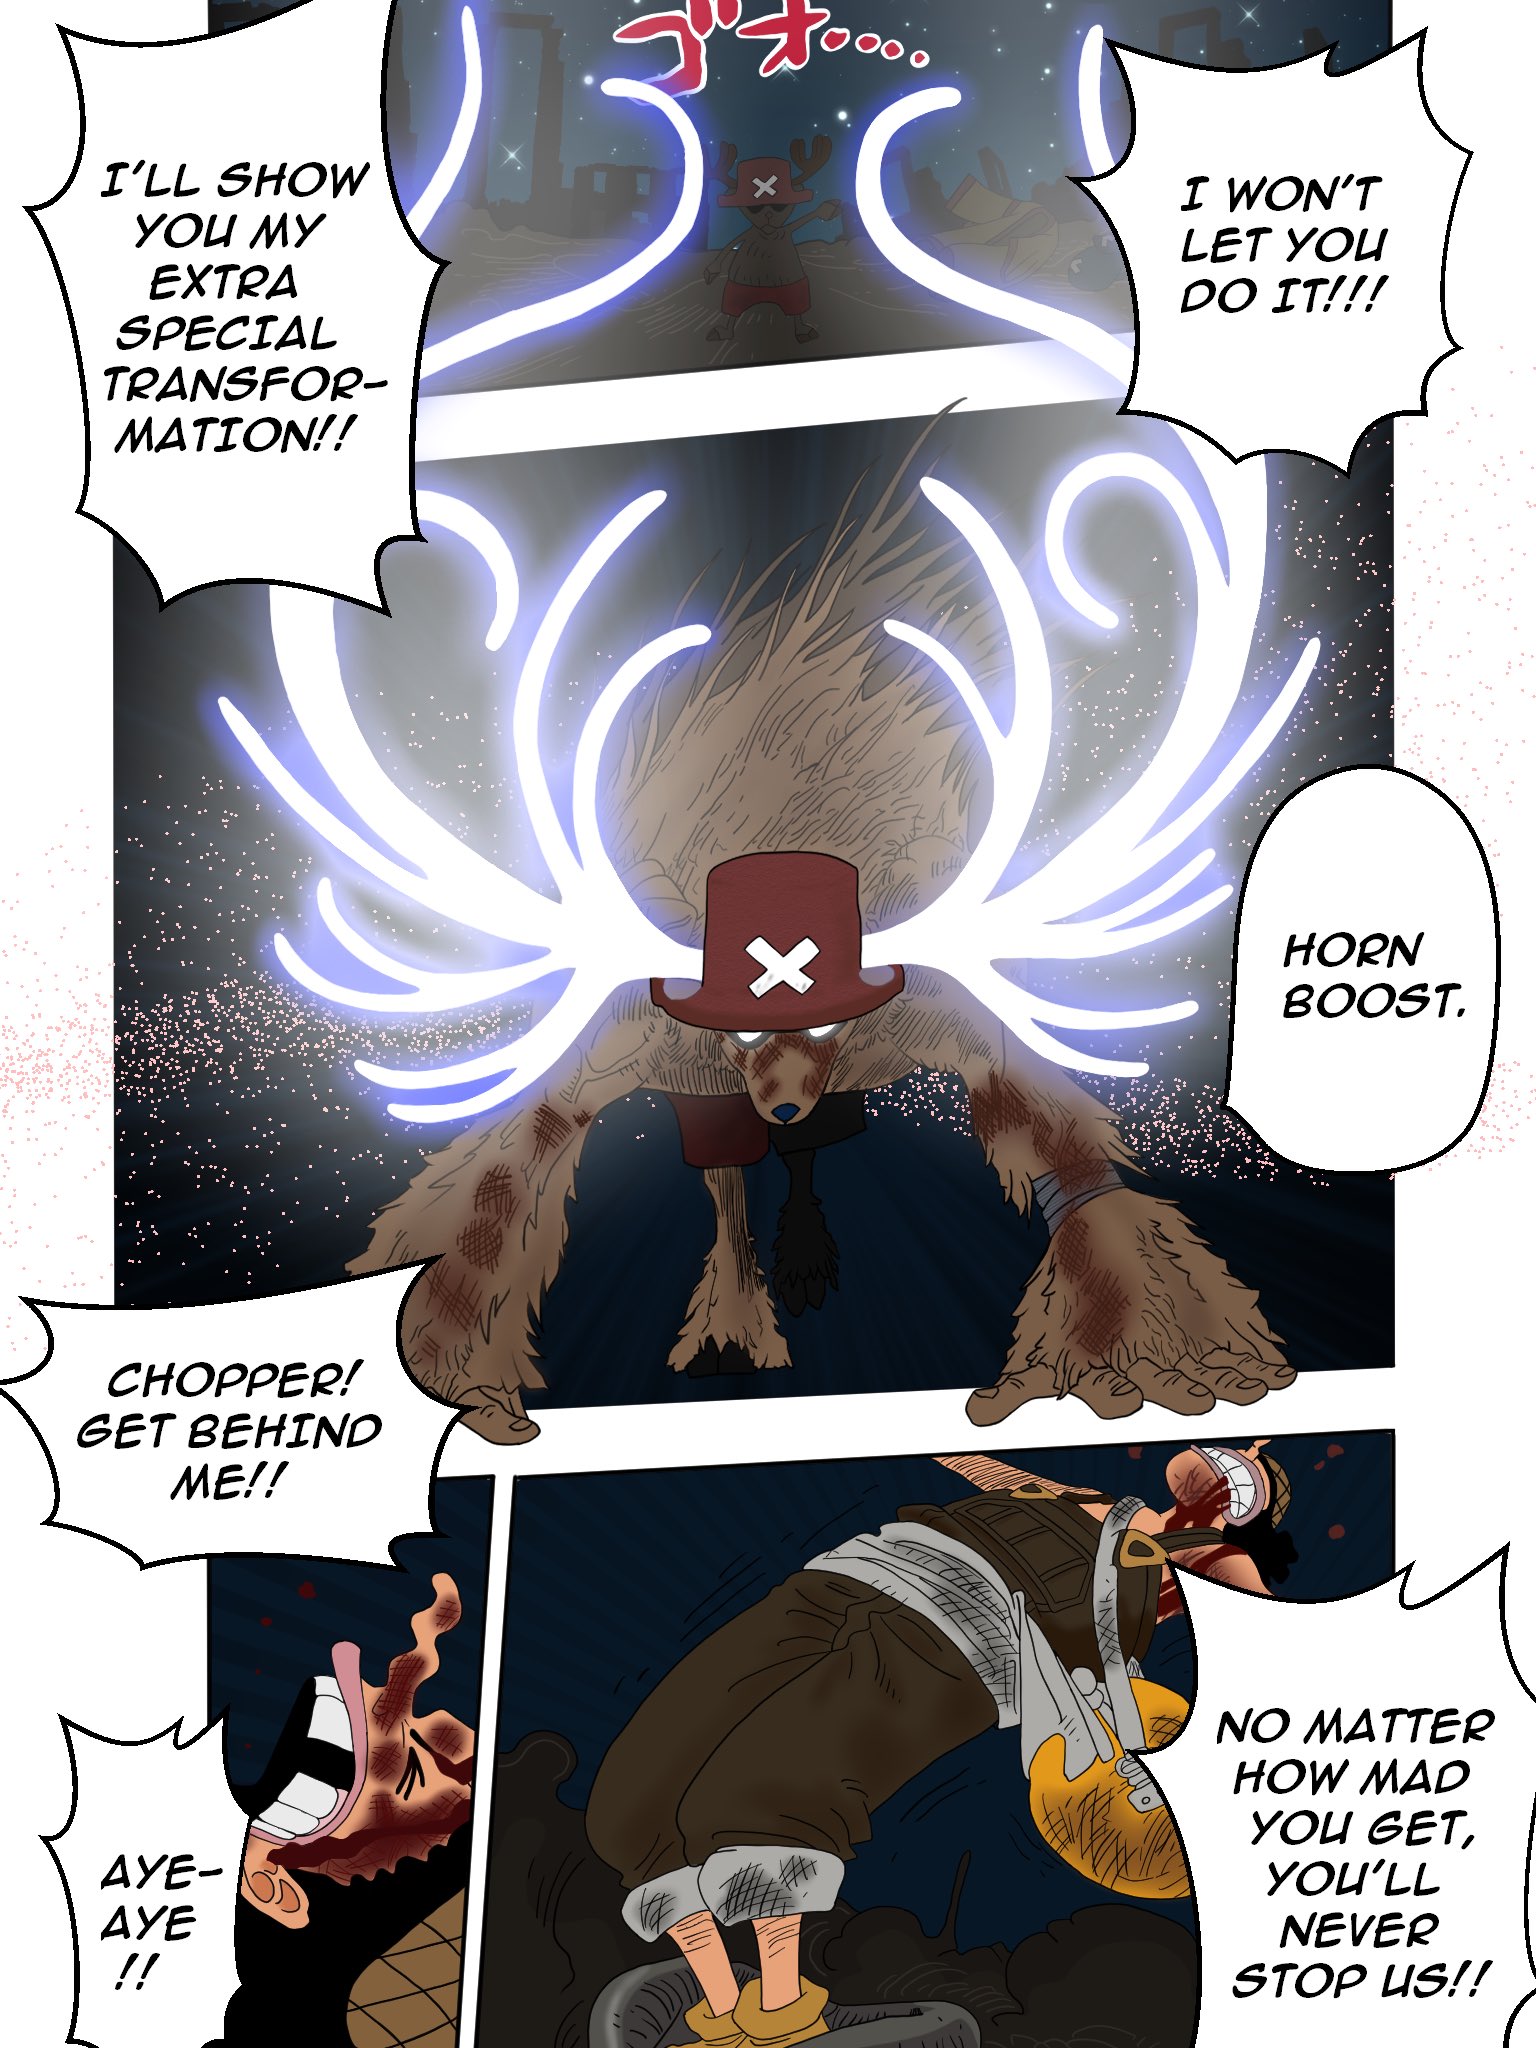 ゴオ‥‥
I WON'T
LET YOU
DO IT!!!
I'LL SHOW
YOU MY
EXTRA
SPECIAL
TRANSFOR-
MATION!!
HORN
BOOST.
CHOPPER!
GET BEHIND
ME!!
NO MATTER
HOW MAD
YOU GET,
YOU'LL
NEVER
STOP US!!
AYE-
AYE
!!